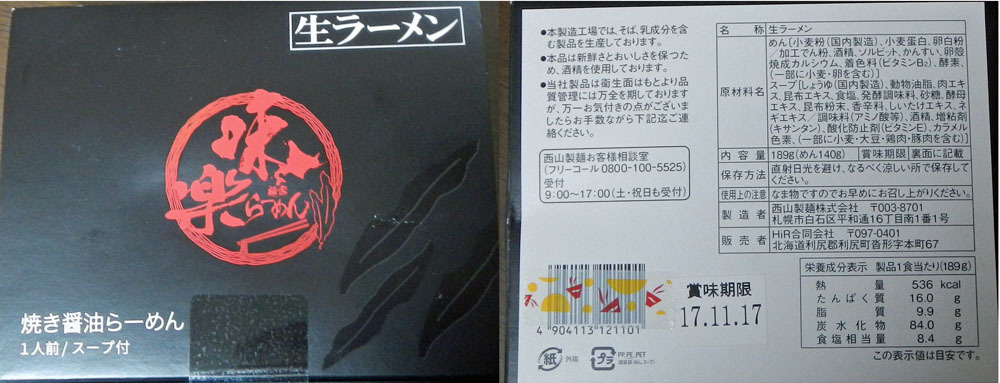 生ラーメン
味楽
らーめん
焼き醤油らーめん
1人前/スープ付
●本製造工場では、そば、乳成分を含
む製品を生産しております。
●本品は新鮮さとおいしさを保つた
め、酒精を使用しております。
●当社製品は衛生面はもとより品
質管理には万全を期しております
が、万一お気付きの点がございま
したらお手数ながら下記迄ご連
絡ください。
西山製麺お客様相談室
(フリーコール0800-100-5525)
受付
9:00~17:00(土・祝日も受付)
名称 生ラーメン
原材料名 めん[小麦粉(国内製造)、小麦蛋白、卵白粉
/加工でん粉、酒精、ソルビット、かんすい、卵殻
焼成カルシウム、着色料(ビタミンB₂)、酵素、
(一部に小麦・卵を含む)]
スープ[しょうゆ(国内製造)、動物油脂、肉エキ
ス、昆布エキス、食塩、発酵調味料、砂糖、酵母
エキス、昆布粉末、香辛料、しいたけエキス、ネ
ギエキス/調味料(アミノ酸等)、酒精、増粘剤
(キサンタン)、酸化防止剤(ビタミンE)、カラメル
色素、(一部に小麦・大豆・鶏肉・豚肉を含む)]
内容量 189g(めん140g) 賞味期限 裏面に記載
保存方法 直射日光を避け、なるべく涼しい所で保存して
ください。
使用上の注意 なま物ですのでお早めにお召し上がりください。
製造者 西山製麺株式会社 〒003-8701
札幌市白石区平和通16丁目南1番1号
販売者 HiR合同会社 〒097-0401
北海道利尻郡利尻町沓形字本町67
栄養成分表示 製品1食当たり(189g)
熱量 536 kcal
たんぱく質 16.0 g
脂質 9.9 g
炭水化物 84.0 g
食塩相当量 8.4 g
この表示値は目安です。
賞味期限
17.11.17
4 904113 121101
紙 外箱
プラ PP,PE,PET